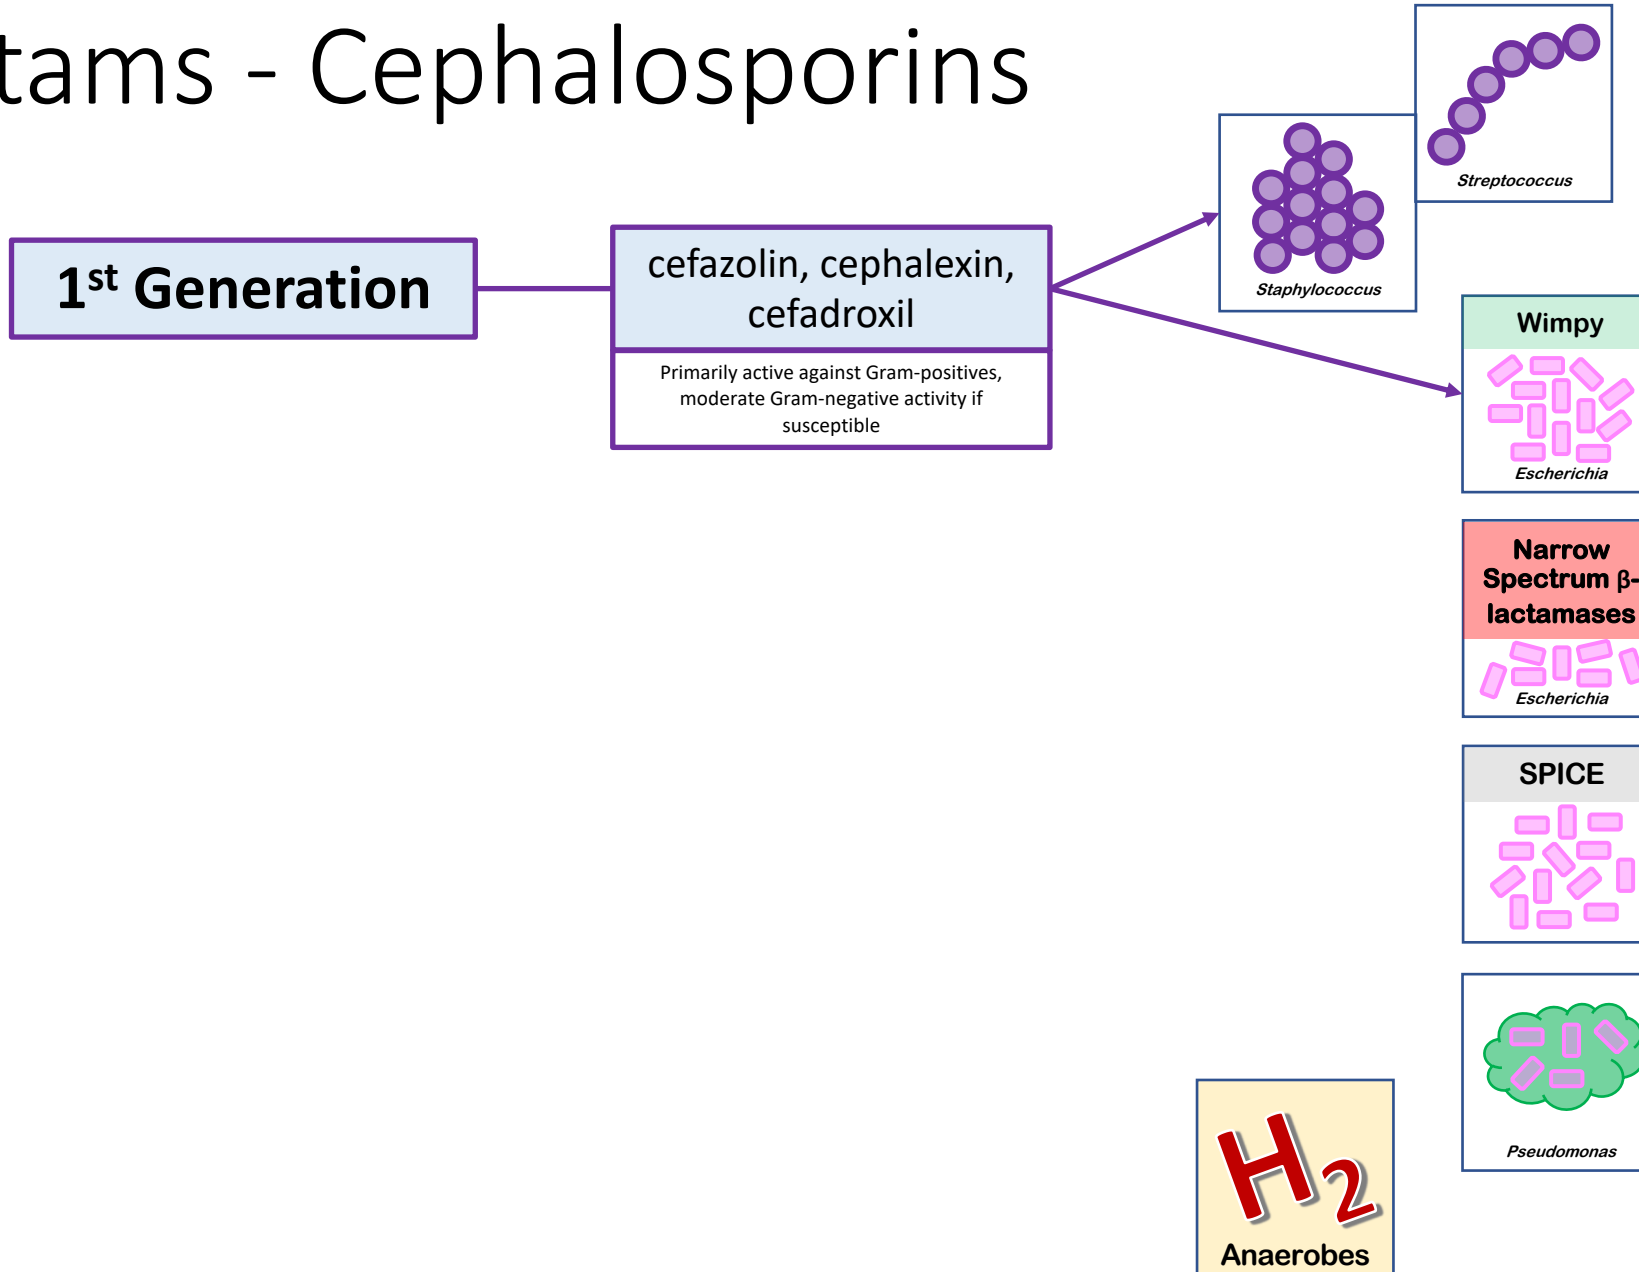 tams - Cephalosporins
Streptococcus
Staphylococcus
1st Generation
cefazolin, cephalexin,
cefadroxil
Primarily active against Gram-positives,
moderate Gram-negative activity if
susceptible
Wimpy
Escherichia
Narrow
Spectrum β-
lactamases
Escherichia
SPICE
Pseudomonas
H2
Anaerobes